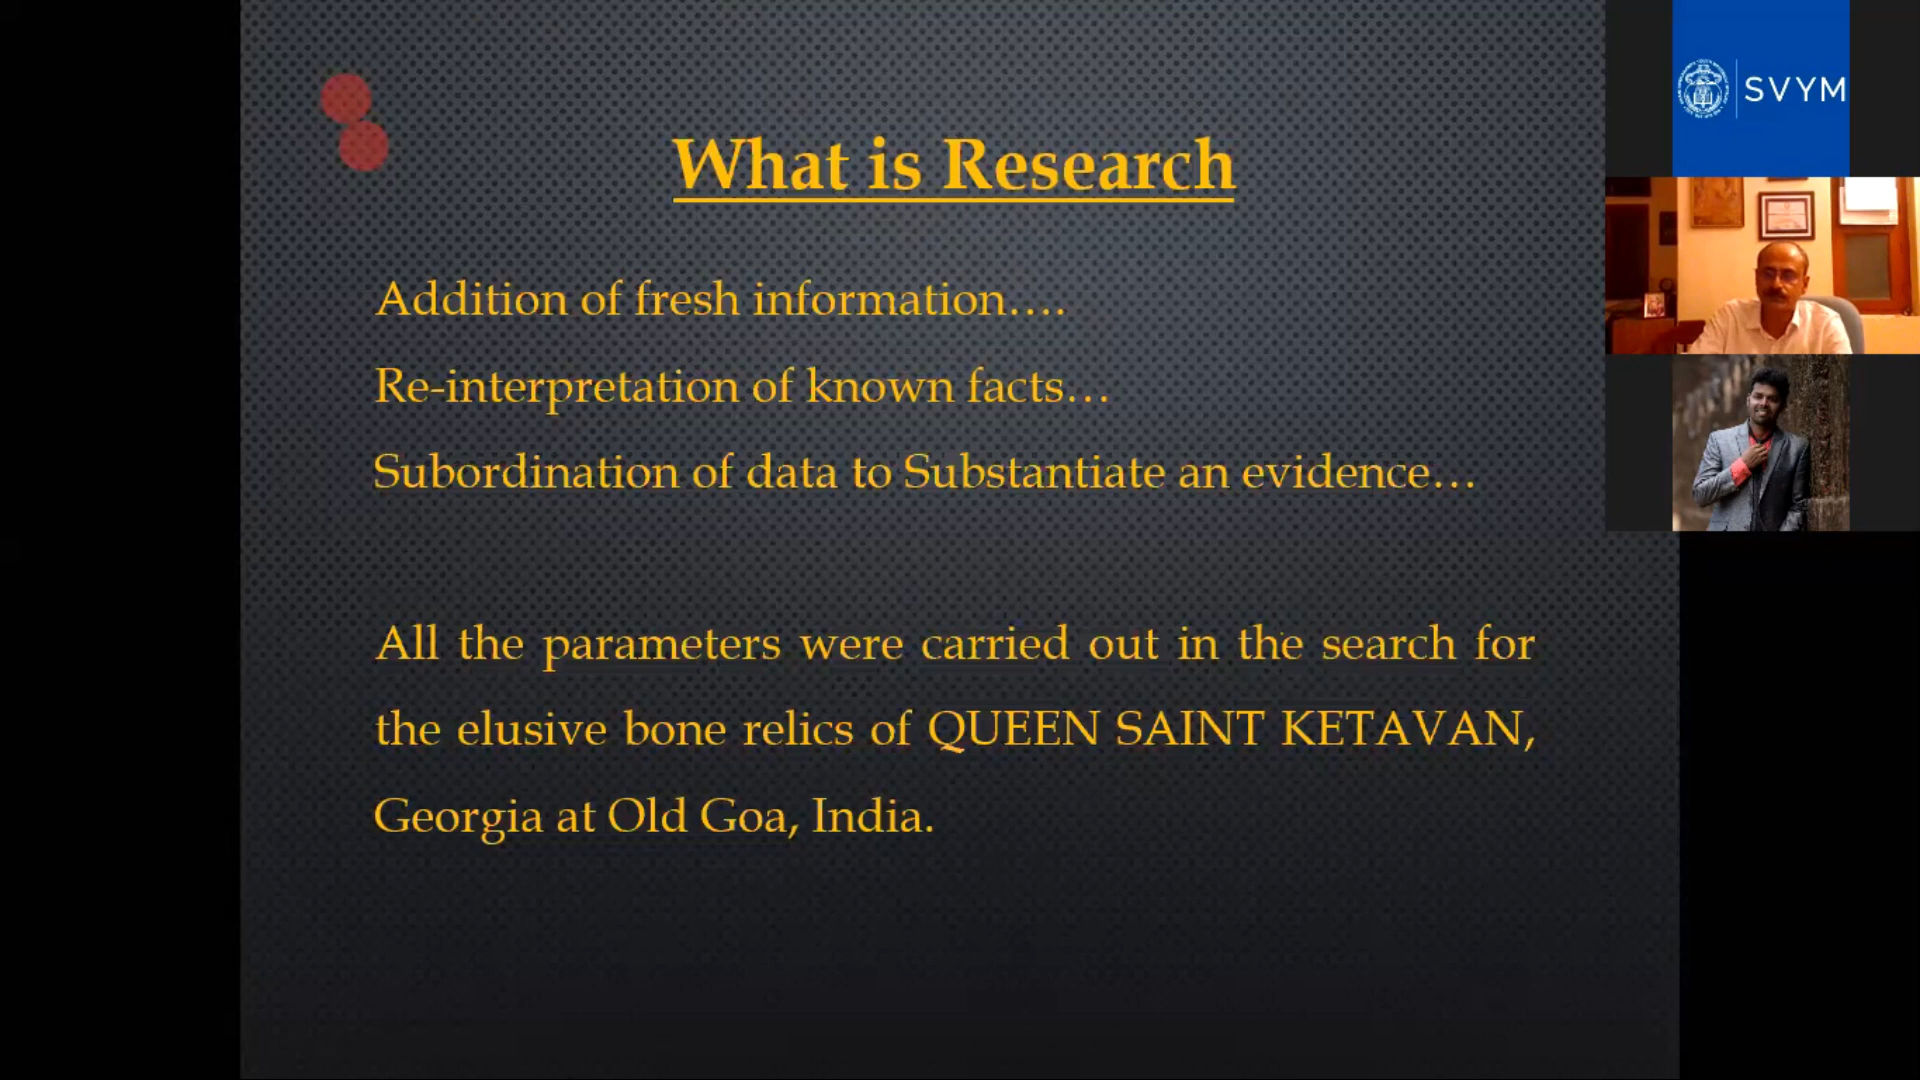 What is Research
Addition of fresh information....
Re-interpretation of known facts...
Subordination of data to Substantiate an evidence...
All the parameters were carried out in the search for
the elusive bone relics of QUEEN SAINT KETAVAN,
Georgia at Old Goa, India.
SVYM